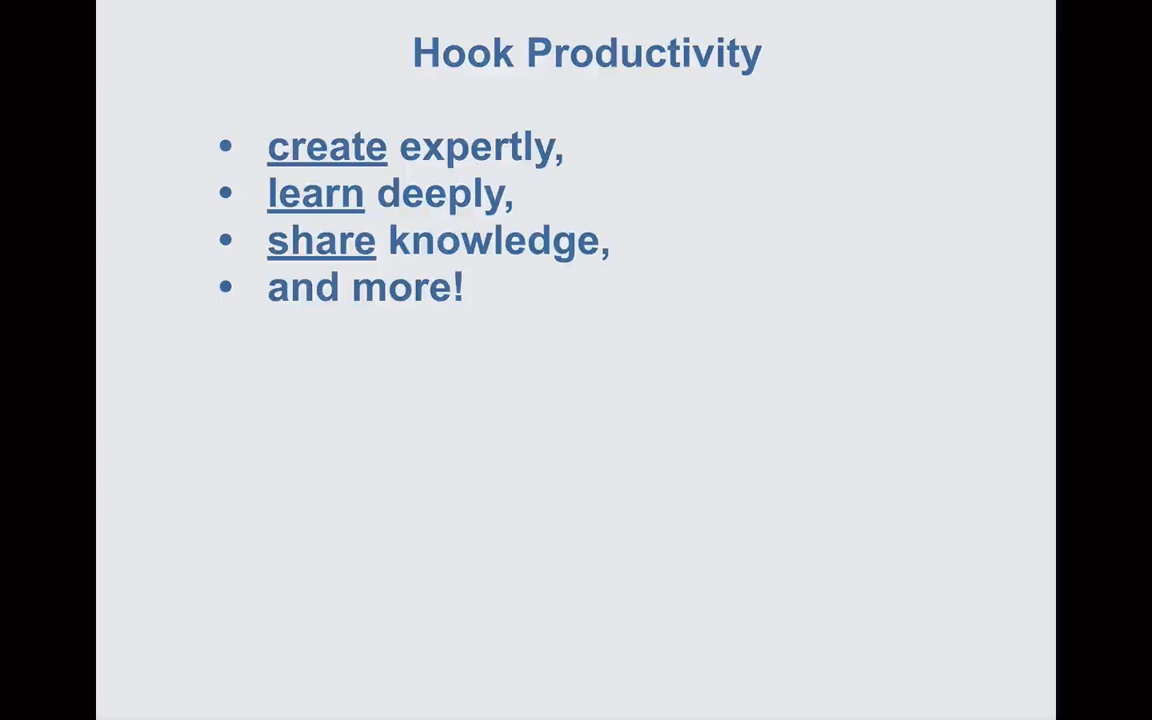 Hook Productivity
• create expertly,
• learn deeply,
• share knowledge,
• and more!